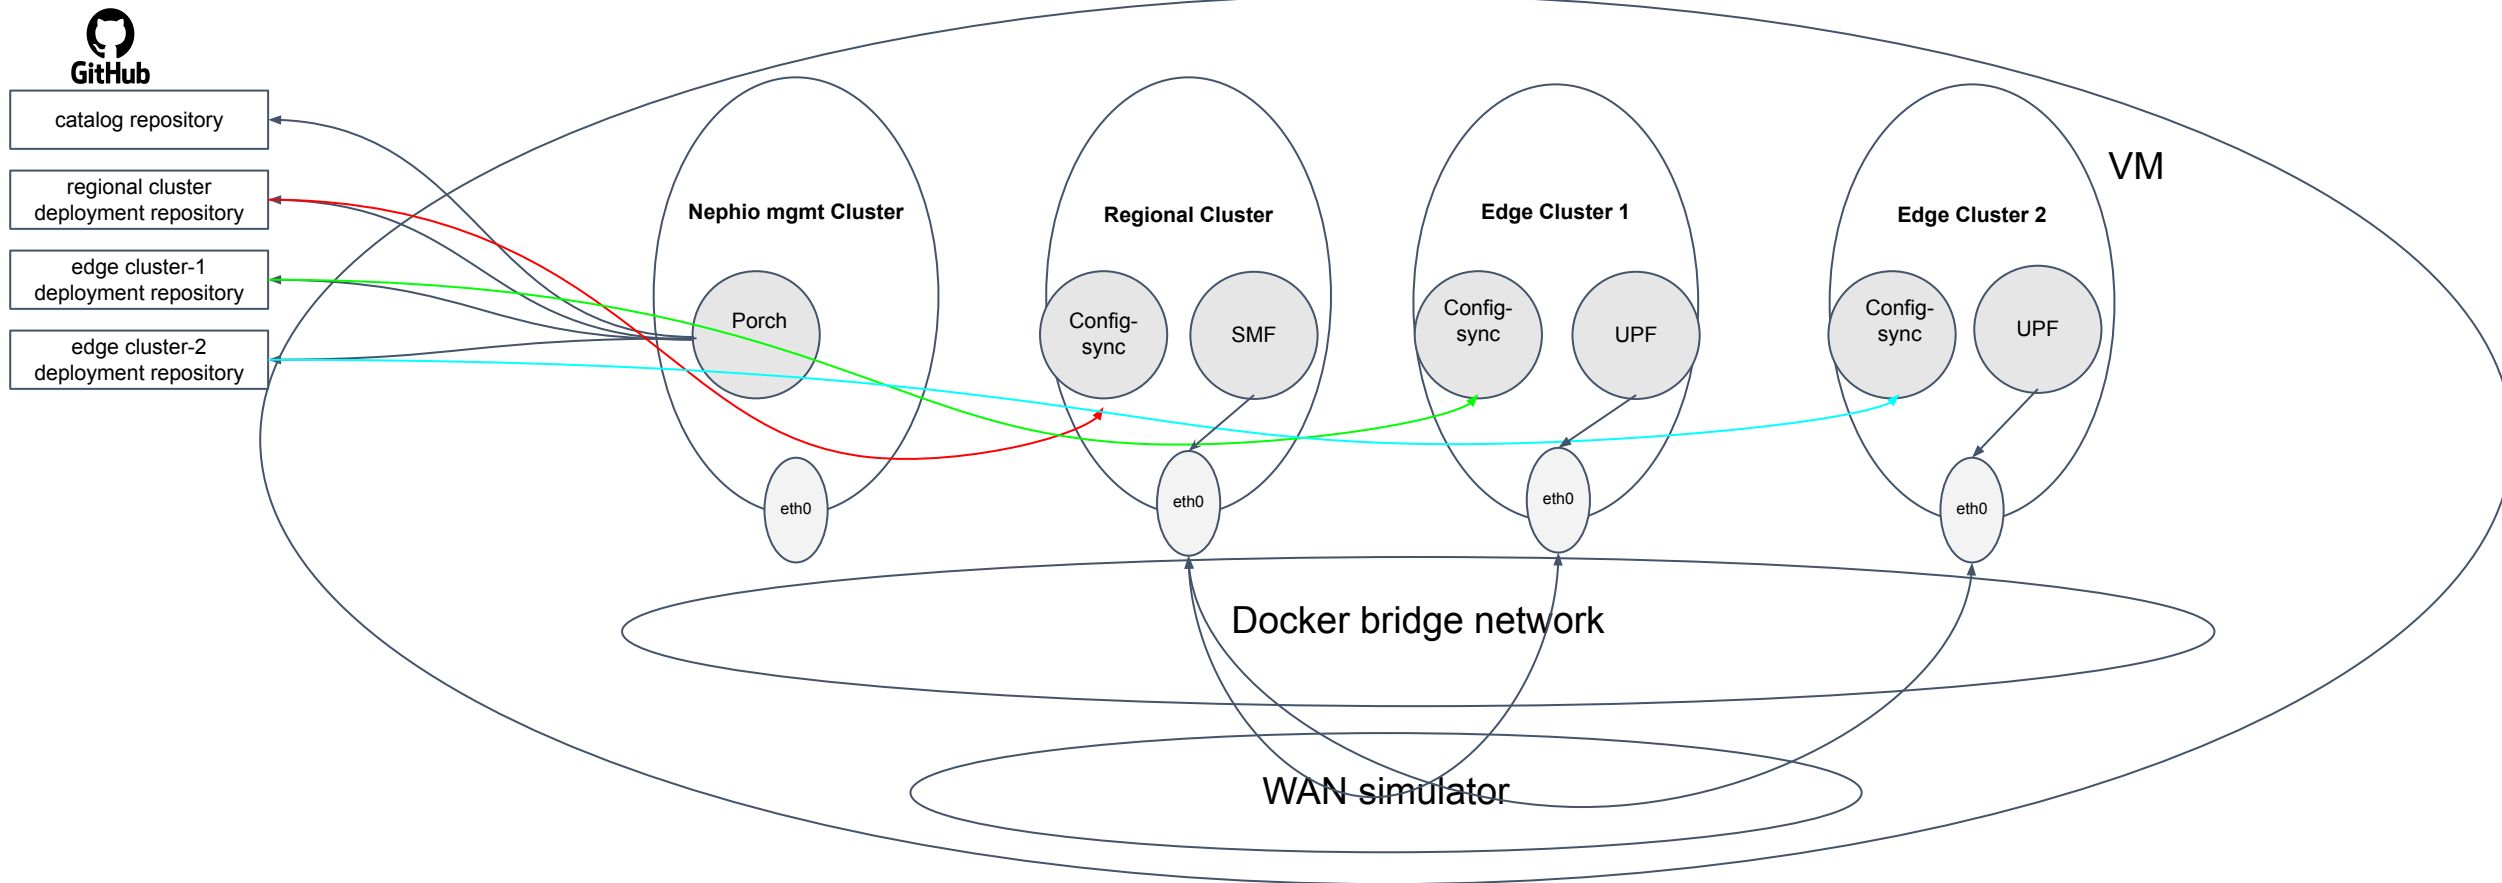 GitHub
catalog repository
regional cluster
deployment repository
edge cluster-1
deployment repository
edge cluster-2
deployment repository
VM
Nephio mgmt Cluster
Regional Cluster
Edge Cluster 1
Edge Cluster 2
Porch
Config-
sync
SMF
Config-
sync
UPF
Config-
sync
UPF
eth0
eth0
eth0
eth0
Docker bridge network
WAN simulator